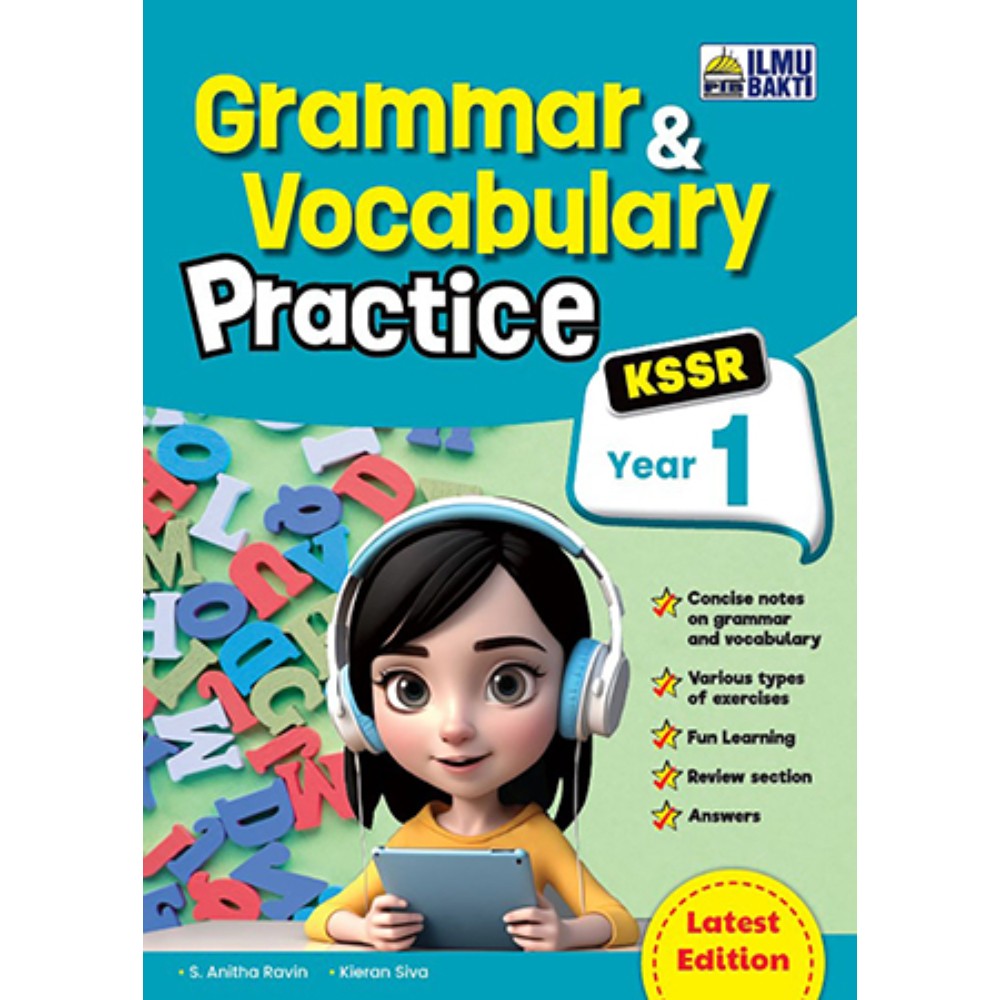 PIB
ILMU
BAKTI
Grammar
&
Vocabulary
Practice
KSSR
Year 1
Concise notes
on grammar
and vocabulary
Various types
of exercises
Fun Learning
Review section
Answers
Latest
Edition
• S. Anitha Ravin • Kieran Siva